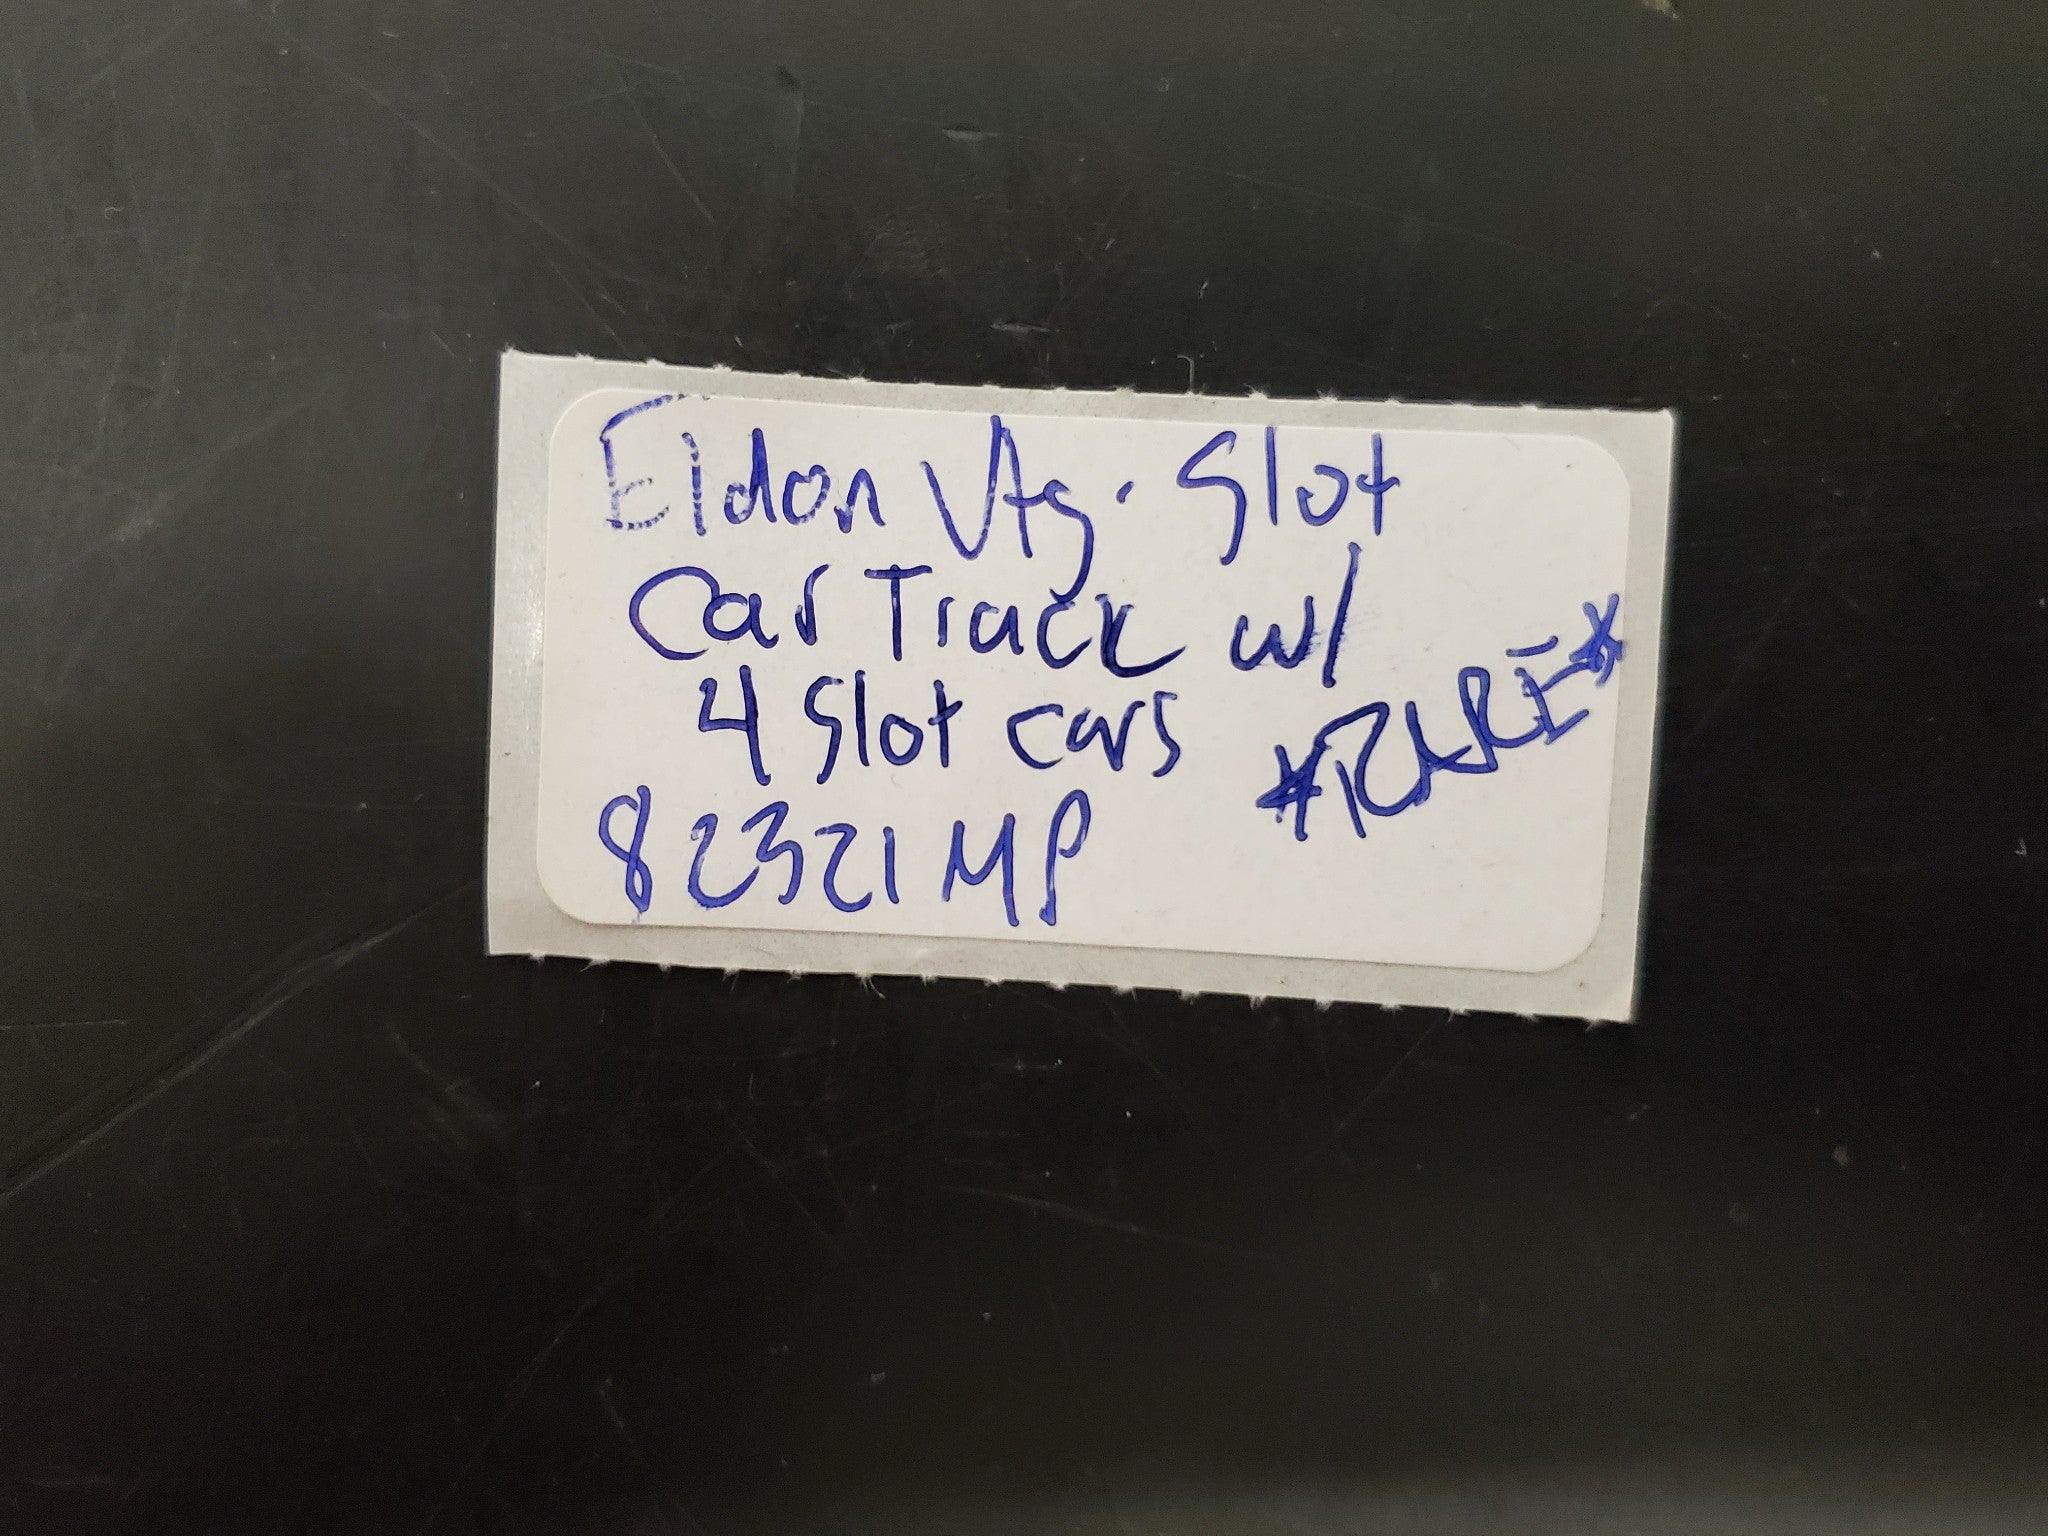 Eldon Vtg. Slot
Car Track w/
4 Slot cars
*RARE*
82321MP